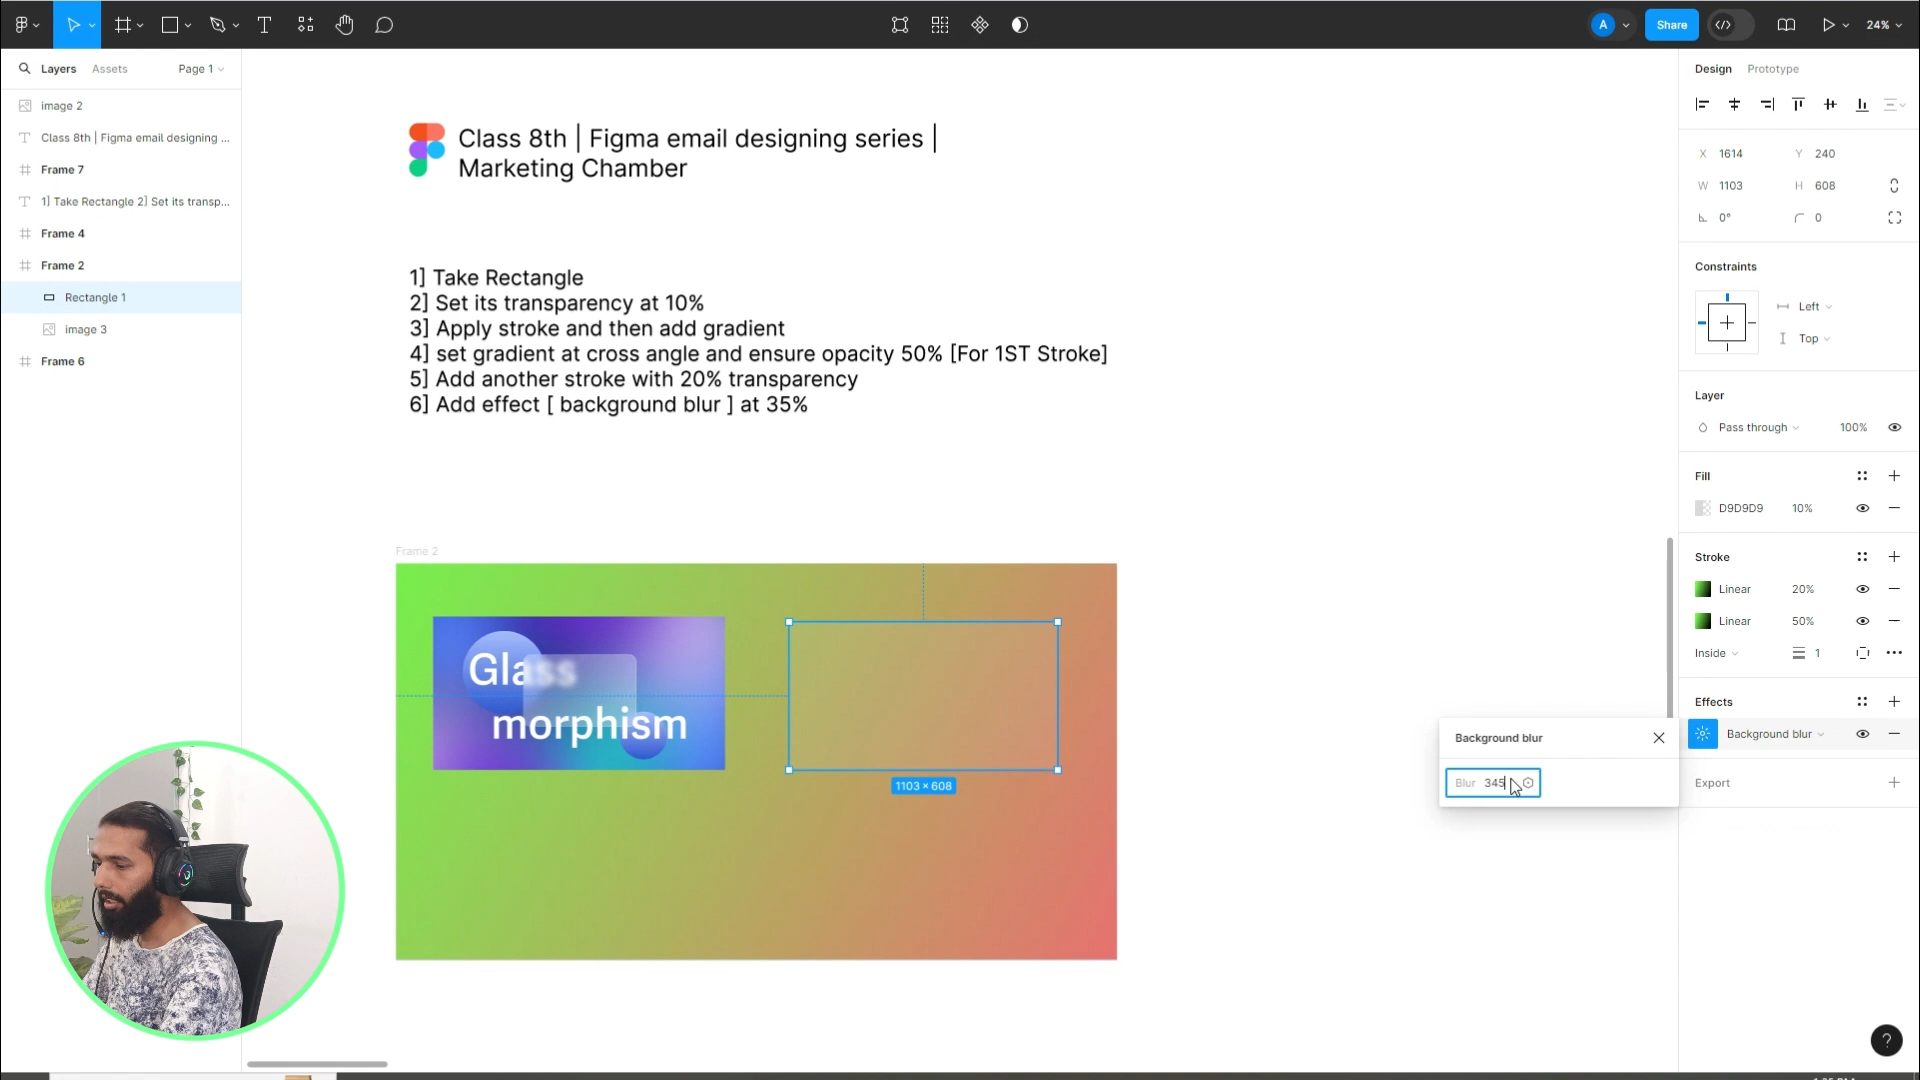 A
Share
24%
Layers
Assets
Page 1
image 2
Class 8th | Figma email designing ...
Frame 7
1] Take Rectangle 2] Set its transp...
Frame 4
Frame 2
Rectangle 1
image 3
Frame 6
Class 8th | Figma email designing series |
Marketing Chamber
1] Take Rectangle
2] Set its transparency at 10%
3] Apply stroke and then add gradient
4] set gradient at cross angle and ensure opacity 50% [For 1ST Stroke]
5] Add another stroke with 20% transparency
6] Add effect [ background blur ] at 35%
Frame 2
Glass
morphism
1103 × 608
Background blur
Blur 345
Design
Prototype
X 1614
Y 240
W 1103
H 608
0°
0
Constraints
Left
Top
Layer
Pass through
100%
Fill
D9D9D9
10%
Stroke
Linear
20%
Linear
50%
Inside
1
Effects
Background blur
Export
?